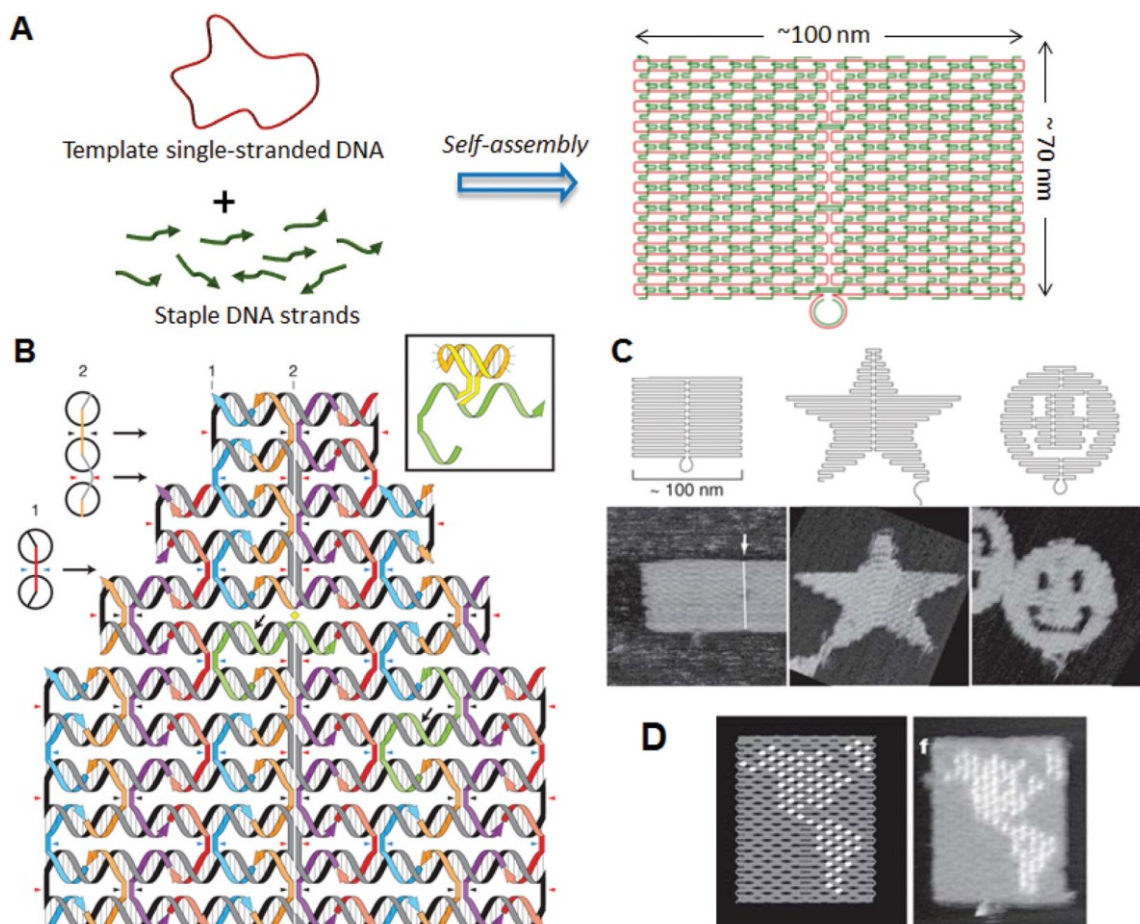 A
Template single-stranded DNA
+
Staple DNA strands
Self-assembly
~100 nm
~70 nm
B
2
1
1
2
C
~ 100 nm
D
f